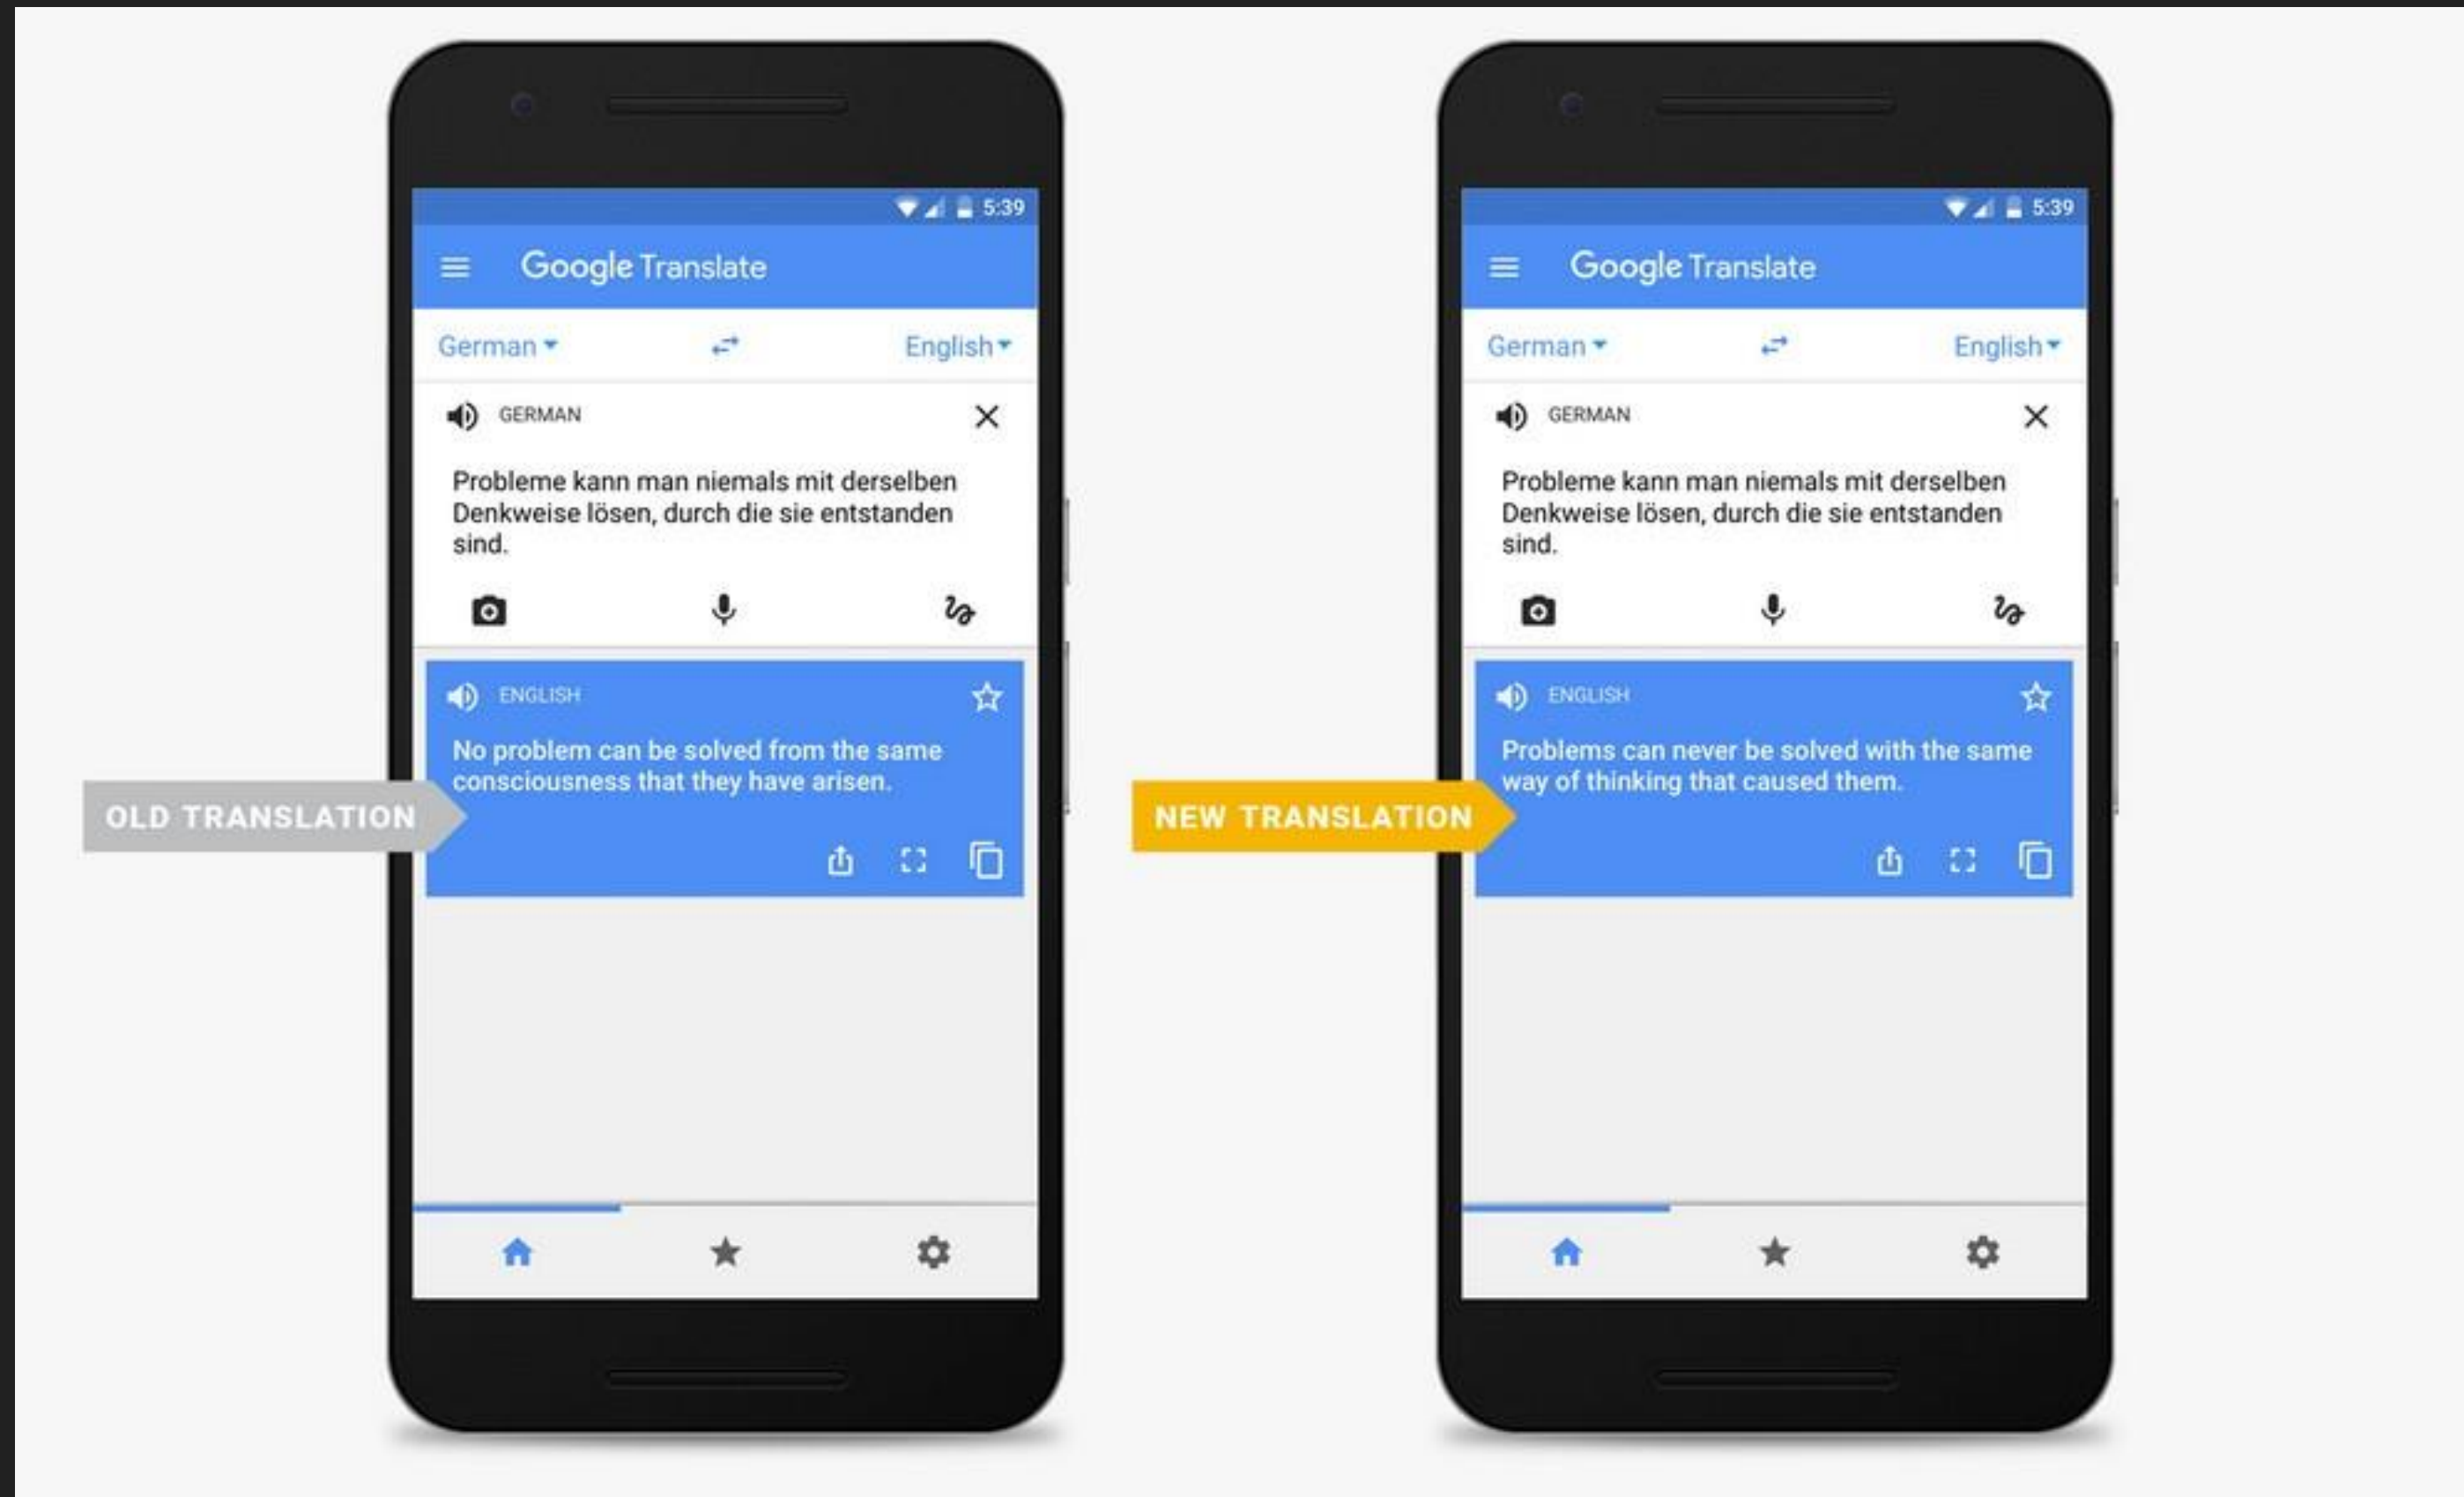 5:39
Google Translate
German
English
GERMAN
Probleme kann man niemals mit derselben
Denkweise lösen, durch die sie entstanden
sind.
ENGLISH
No problem can be solved from the same
consciousness that they have arisen.
OLD TRANSLATION
5:39
Google Translate
German
English
GERMAN
Probleme kann man niemals mit derselben
Denkweise lösen, durch die sie entstanden
sind.
ENGLISH
Problems can never be solved with the same
way of thinking that caused them.
NEW TRANSLATION